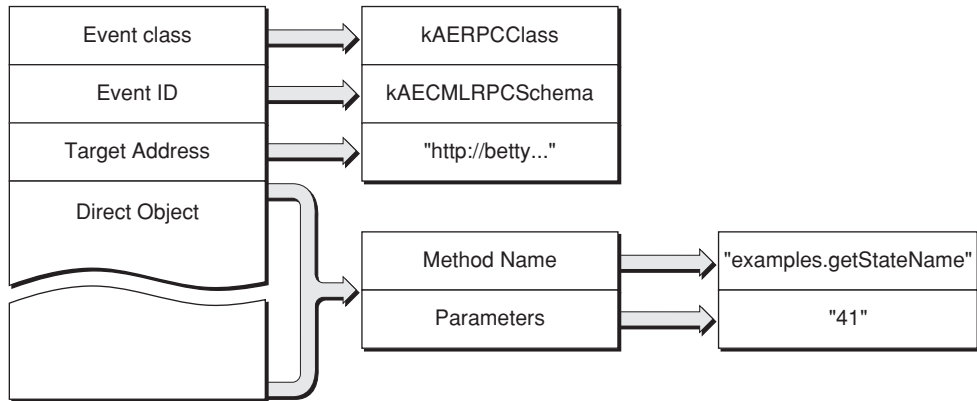 Event class
kAERPCClass
Event ID
kAECMLRPCSchema
Target Address
"http://betty..."
Direct Object
Method Name
"examples.getStateName"
Parameters
"41"